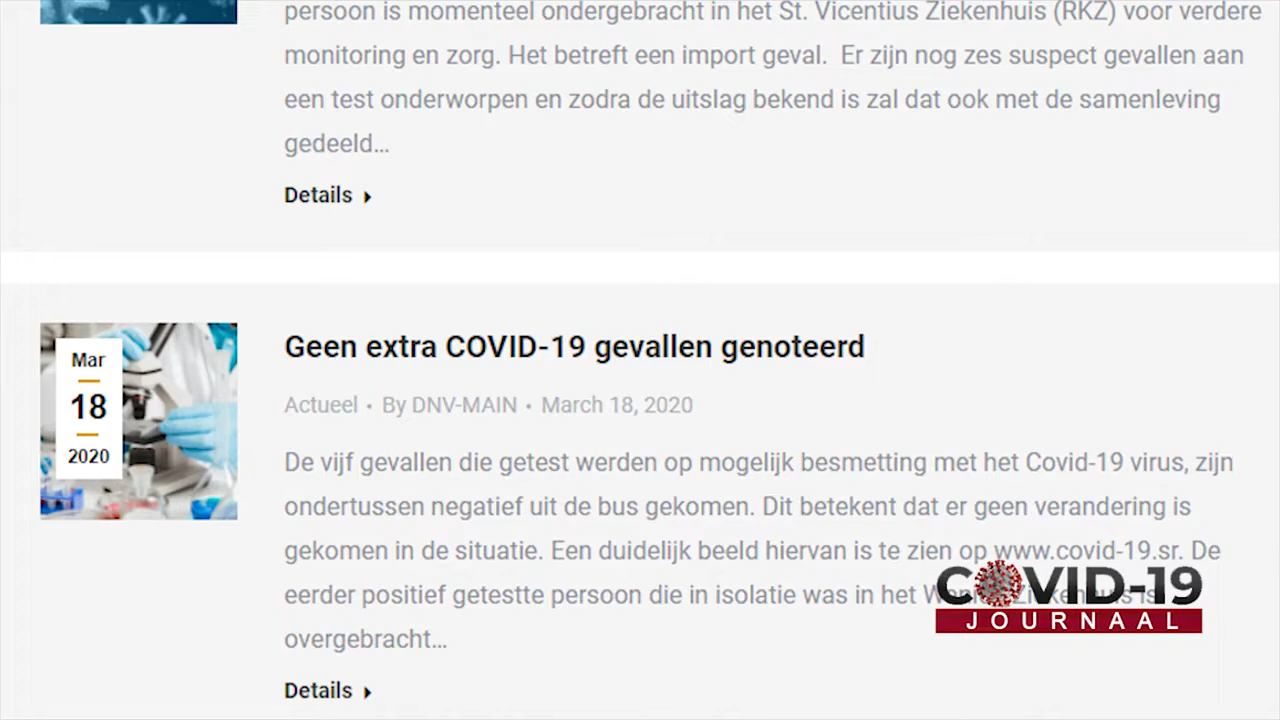 persoon is momenteel ondergebracht in het St. Vicentius Ziekenhuis (RKZ) voor verdere
monitoring en zorg. Het betreft een import geval. Er zijn nog zes suspect gevallen aan
een test onderworpen en zodra de uitslag bekend is zal dat ook met de samenleving
gedeeld...
Details
Mar
18
2020
Geen extra COVID-19 gevallen genoteerd
Actueel • By DNV-MAIN • March 18, 2020
De vijf gevallen die getest werden op mogelijk besmetting met het Covid-19 virus, zijn
ondertussen negatief uit de bus gekomen. Dit betekent dat er geen verandering is
gekomen in de situatie. Een duidelijk beeld hiervan is te zien op www.covid-19.sr. De
eerder positief getestte persoon die in isolatie was in het
overgebracht...
Details
COVID-19
JOURNAAL